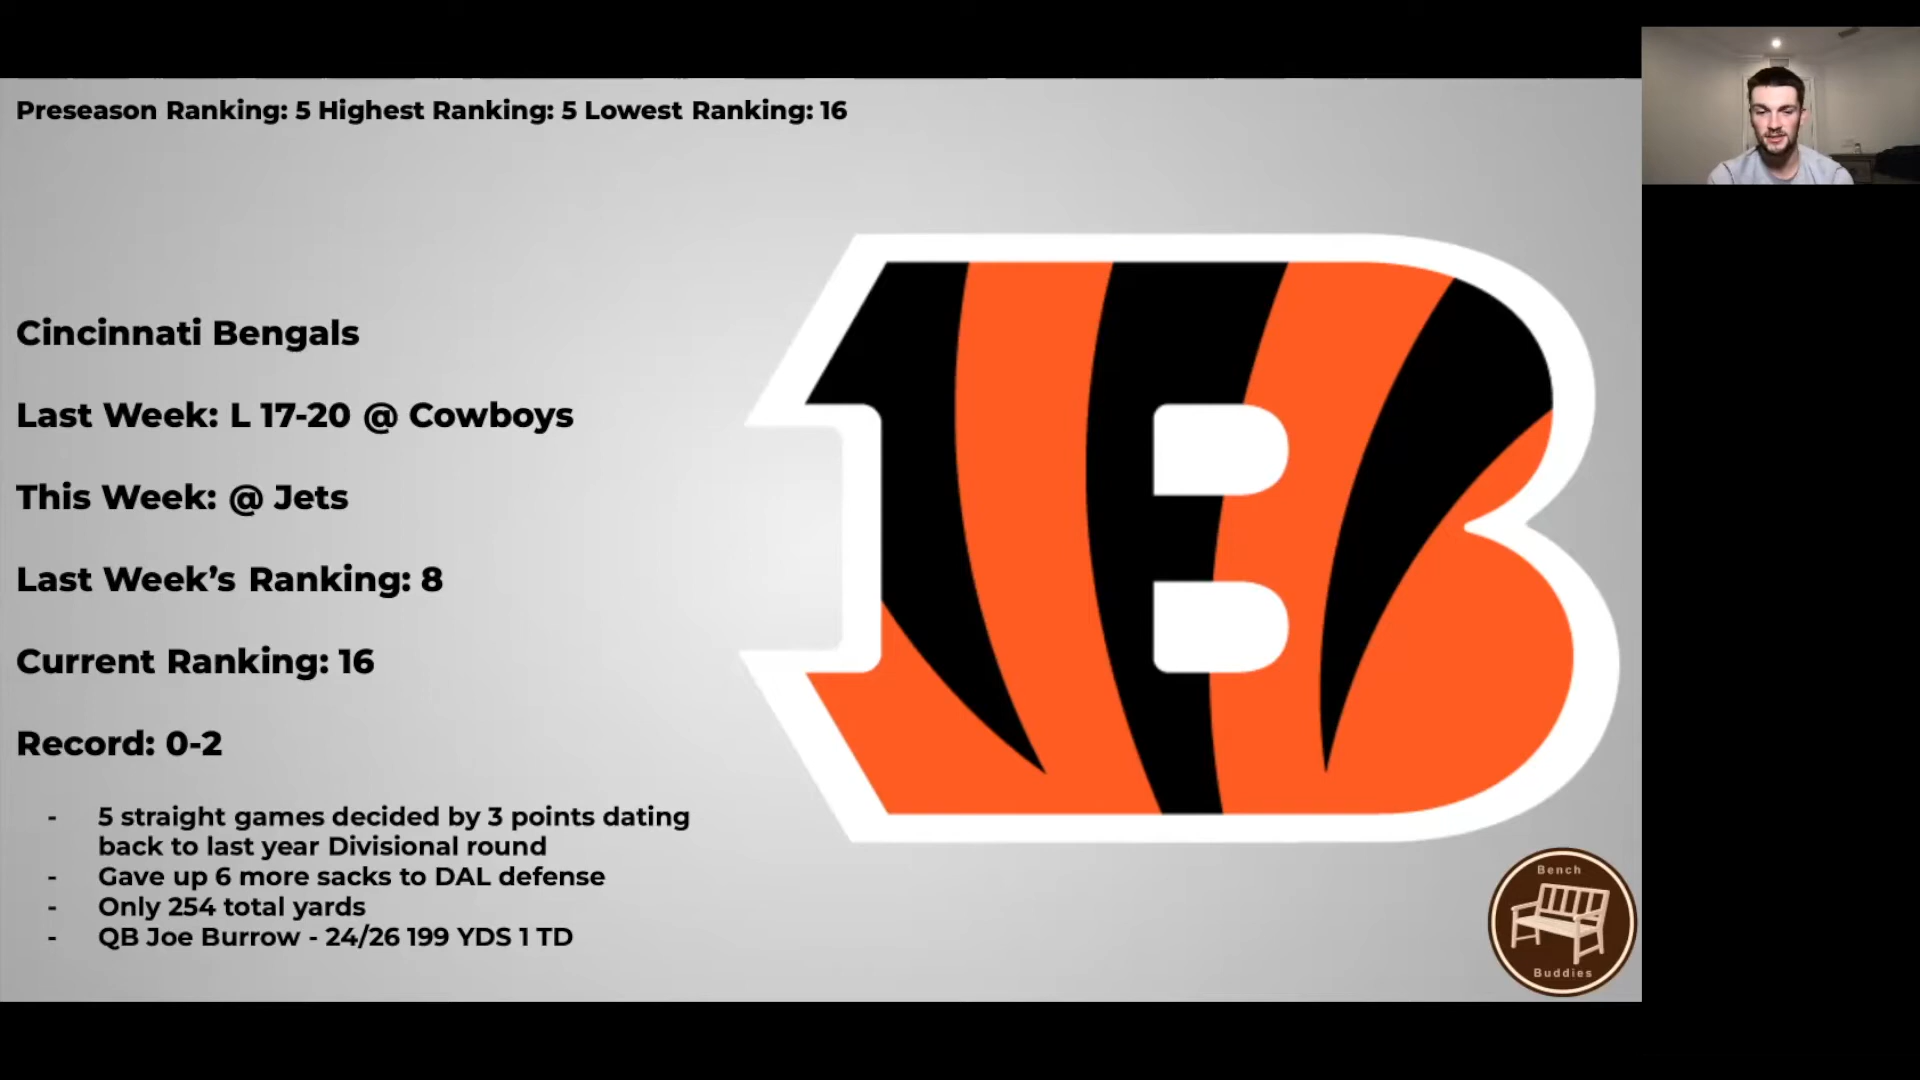 Preseason Ranking: 5 Highest Ranking: 5 Lowest Ranking: 16
Cincinnati Bengals
Last Week: L 17-20 @ Cowboys
This Week: @ Jets
Last Week’s Ranking: 8
Current Ranking: 16
Record: 0-2
- 5 straight games decided by 3 points dating
back to last year Divisional round
- Gave up 6 more sacks to DAL defense
- Only 254 total yards
- QB Joe Burrow - 24/26 199 YDS 1 TD
Bench
Buddies